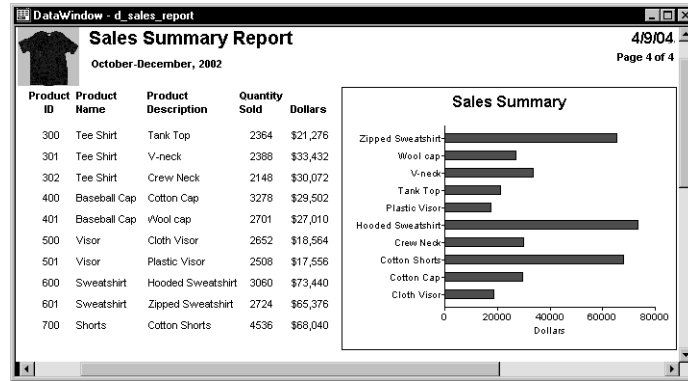 DataWindow - d_sales_report
Sales Summary Report
4/9/04
October-December, 2002
Page 4 of 4
Product ID Product Name Product Description Quantity Sold Dollars
300 Tee Shirt Tank Top 2364 $21,276
301 Tee Shirt V-neck 2388 $33,432
302 Tee Shirt Crew Neck 2148 $30,072
400 Baseball Cap Cotton Cap 3278 $29,502
401 Baseball Cap Wool cap 2701 $27,010
500 Visor Cloth Visor 2652 $18,564
501 Visor Plastic Visor 2508 $17,556
600 Sweatshirt Hooded Sweatshirt 3060 $73,440
601 Sweatshirt Zipped Sweatshirt 2724 $65,376
700 Shorts Cotton Shorts 4536 $68,040
Sales Summary
Zipped Sweatshirt
Wool cap
V-neck
Tank Top
Plastic Visor
Hooded Sweatshirt
Crew Neck
Cotton Shorts
Cotton Cap
Cloth Visor
0 20000 40000 60000 80000
Dollars